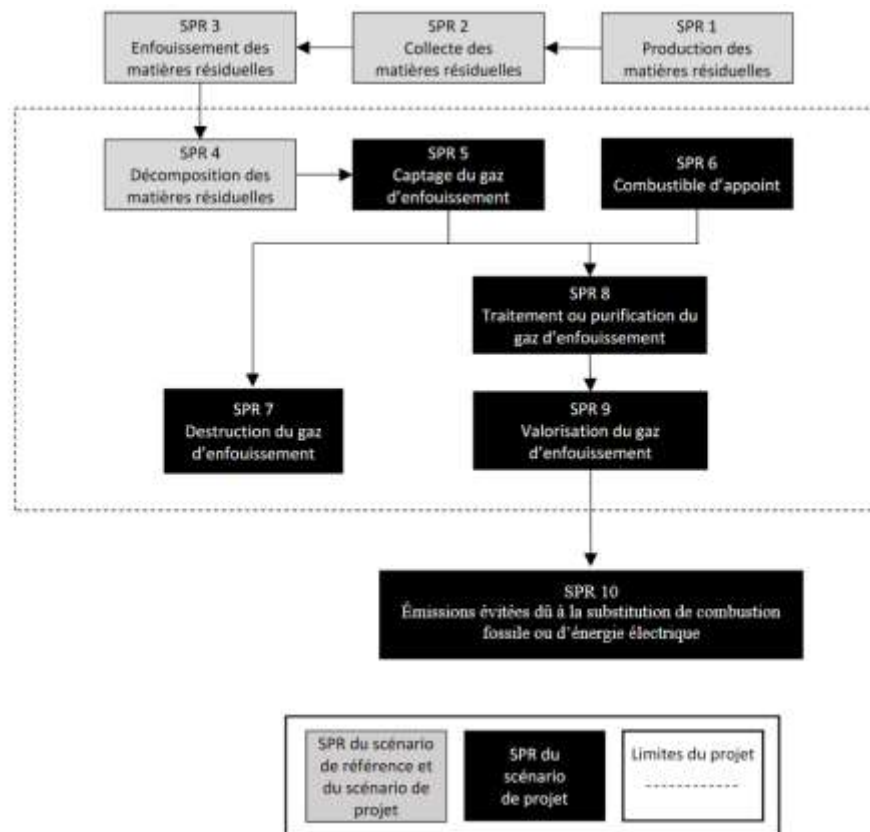 SPR 3
Enfouissement des
matières résiduelles
SPR 2
Collecte des
matières résiduelles
SPR 1
Production des
matières résiduelles
SPR 4
Décomposition des
matières résiduelles
SPR 5
Captage du gaz
d'enfouissement
SPR 6
Combustible d'appoint
SPR 8
Traitement ou purification du
gaz d'enfouissement
SPR 7
Destruction du gaz
d'enfouissement
SPR 9
Valorisation du gaz
d'enfouissement
SPR 10
Émissions évitées dû à la substitution de combustion
fossile ou d'énergie électrique
SPR du scénario
de référence et
du scénario de
projet
SPR du
scénario
de projet
Limites du projet